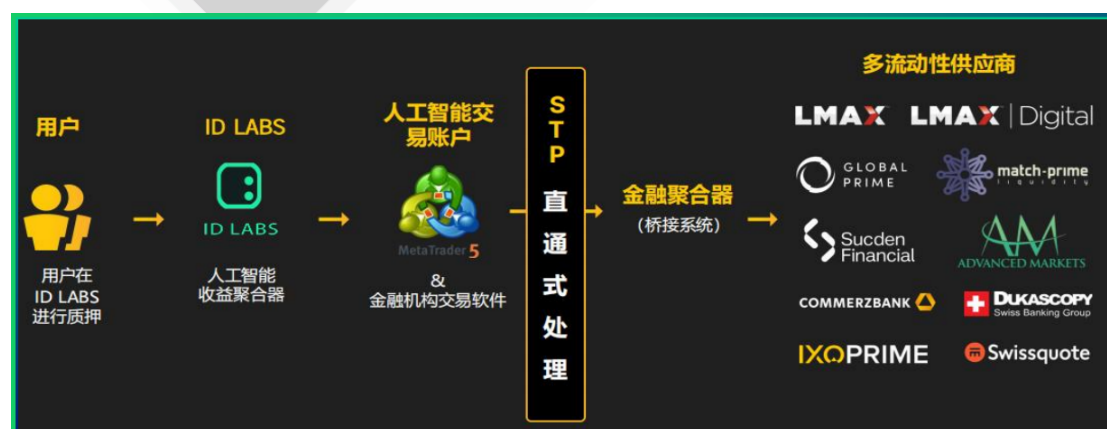 用户
ID LABS
用户在
ID LABS
进行质押
ID LABS
人工智能
收益聚合器
人工智能交
易账户
MetaTrader 5
&
金融机构交易软件
STP直通式处理
金融聚合器
(桥接系统)
多流动性供应商
LMAX LMAX | Digital
GLOBAL
PRIME
match-prime
liquidity
Sucden
Financial
AM
ADVANCED MARKETS
COMMERZBANK
DUKASCOPY
Swiss Banking Group
IXOPRIME
Swissquote